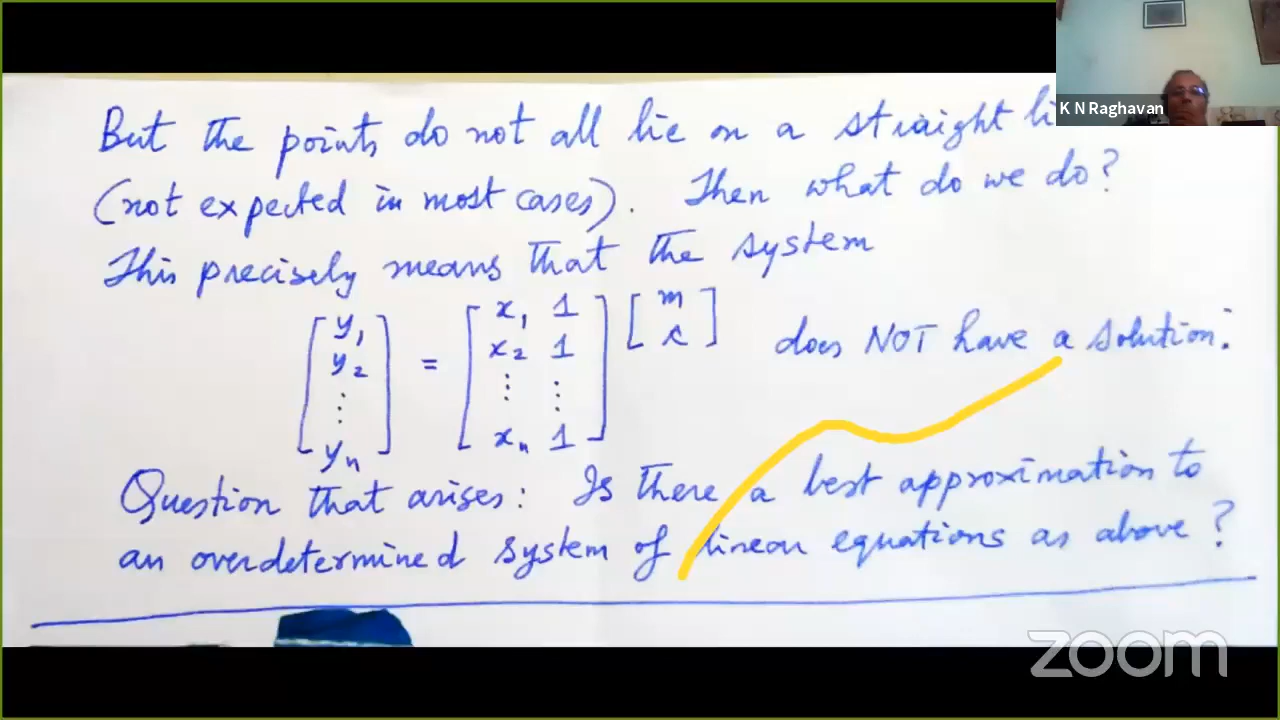 But the points do not all lie on a straight li
(not expected in most cases). Then what do we do?
This precisely means that the system
[y1 y2 ⋮ yn] = [x1 1 x2 1 ⋮ ⋮ xn 1] [m c] does NOT have a solution.
Question that arises: Is there a best approximation to
an overdetermined system of linear equations as above?
K N Raghavan
zoom